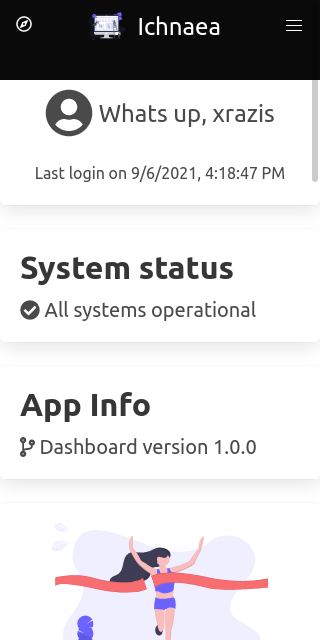 Ichnaea
Whats up, xrazis
Last login on 9/6/2021, 4:18:47 PM
System status
All systems operational
App Info
Dashboard version 1.0.0